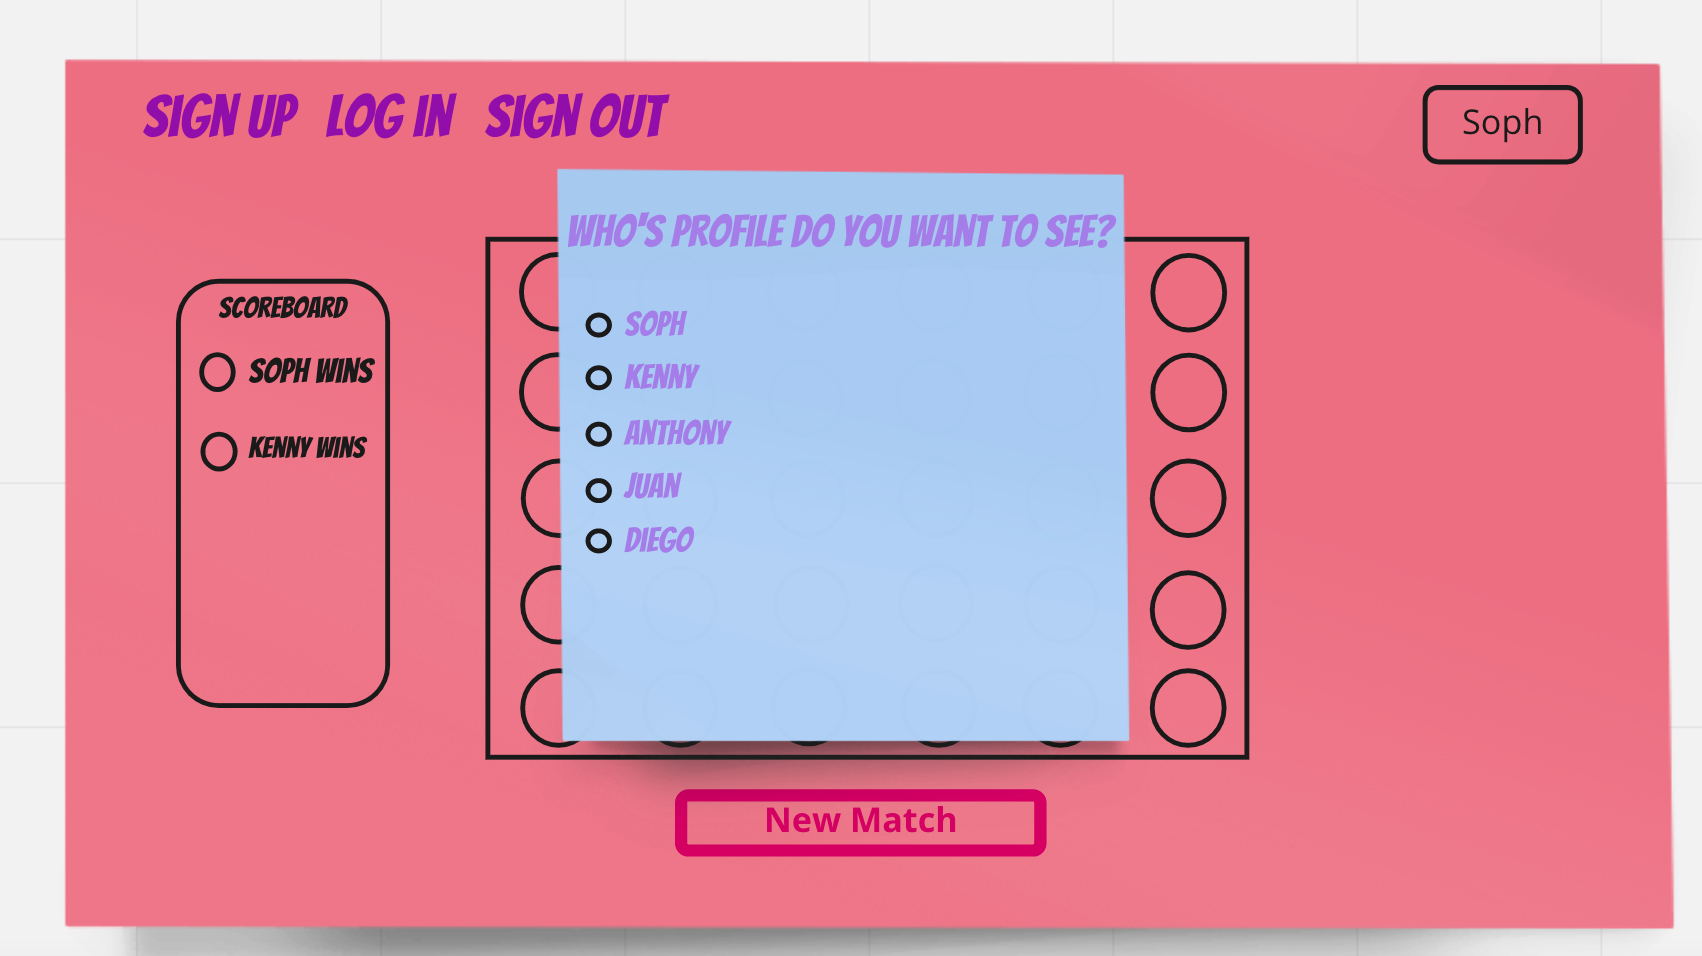 SIGN UP LOG IN SIGN OUT
Soph
WHO'S PROFILE DO YOU WANT TO SEE?
SOPH
KENNY
ANTHONY
JUAN
DIEGO
SCOREBOARD
SOPH WINS
KENNY WINS
New Match